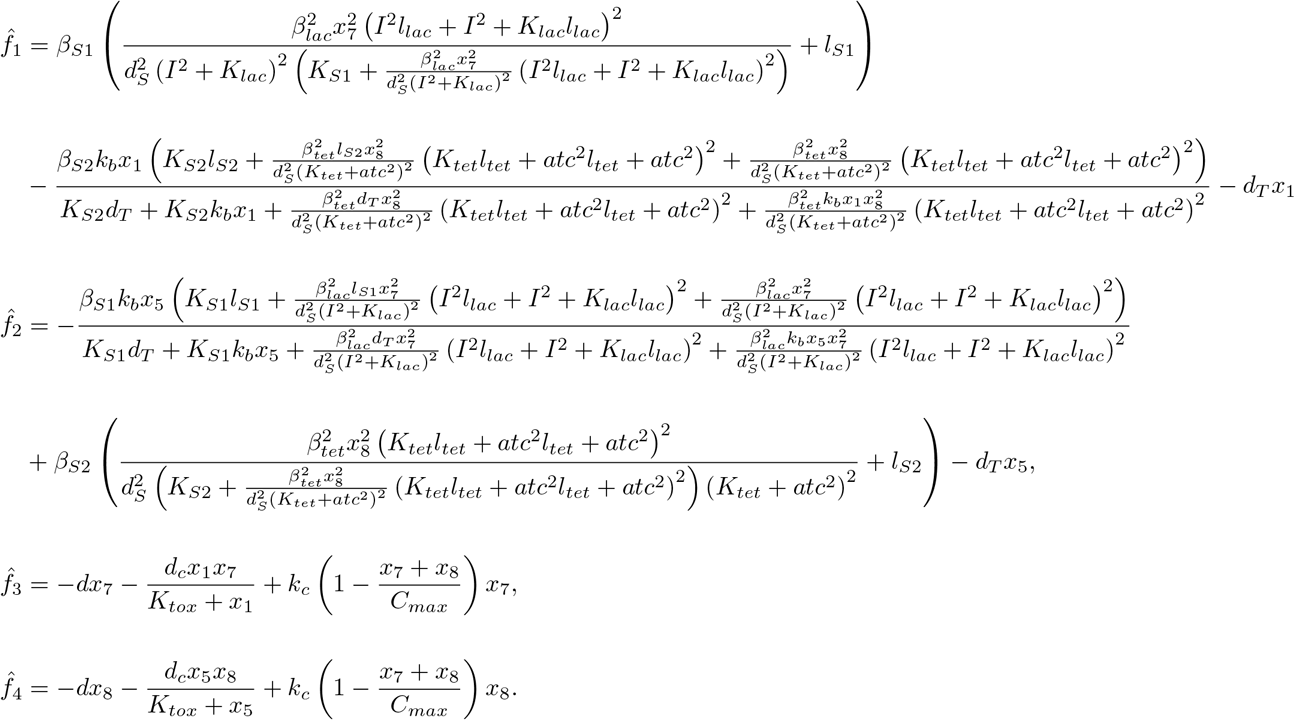 \hat{f}_1 = \beta_{S1} \left( \frac{\beta_{lac}^2 x_7^2 \left( I^2 l_{lac} + I^2 + K_{lac} l_{lac} \right)^2}{d_S^2 \left( I^2 + K_{lac} \right)^2 \left( K_{S1} + \frac{\beta_{lac}^2 x_7^2}{d_S^2 (I^2 + K_{lac})^2} \left( I^2 l_{lac} + I^2 + K_{lac} l_{lac} \right)^2 \right)} + l_{S1} \right)
- \frac{\beta_{S2} k_b x_1 \left( K_{S2} l_{S2} + \frac{\beta_{tet}^2 l_{S2} x_8^2}{d_S^2 (K_{tet} + atc^2)^2} \left( K_{tet} l_{tet} + atc^2 l_{tet} + atc^2 \right)^2 + \frac{\beta_{tet}^2 x_8^2}{d_S^2 (K_{tet} + atc^2)^2} \left( K_{tet} l_{tet} + atc^2 l_{tet} + atc^2 \right)^2 \right)}{K_{S2} d_T + K_{S2} k_b x_1 + \frac{\beta_{tet}^2 d_T x_8^2}{d_S^2 (K_{tet} + atc^2)^2} \left( K_{tet} l_{tet} + atc^2 l_{tet} + atc^2 \right)^2 + \frac{\beta_{tet}^2 k_b x_1 x_8^2}{d_S^2 (K_{tet} + atc^2)^2} \left( K_{tet} l_{tet} + atc^2 l_{tet} + atc^2 \right)^2} - d_T x_1
\hat{f}_2 = - \frac{\beta_{S1} k_b x_5 \left( K_{S1} l_{S1} + \frac{\beta_{lac}^2 l_{S1} x_7^2}{d_S^2 (I^2 + K_{lac})^2} \left( I^2 l_{lac} + I^2 + K_{lac} l_{lac} \right)^2 + \frac{\beta_{lac}^2 x_7^2}{d_S^2 (I^2 + K_{lac})^2} \left( I^2 l_{lac} + I^2 + K_{lac} l_{lac} \right)^2 \right)}{K_{S1} d_T + K_{S1} k_b x_5 + \frac{\beta_{lac}^2 d_T x_7^2}{d_S^2 (I^2 + K_{lac})^2} \left( I^2 l_{lac} + I^2 + K_{lac} l_{lac} \right)^2 + \frac{\beta_{lac}^2 k_b x_5 x_7^2}{d_S^2 (I^2 + K_{lac})^2} \left( I^2 l_{lac} + I^2 + K_{lac} l_{lac} \right)^2}
+ \beta_{S2} \left( \frac{\beta_{tet}^2 x_8^2 \left( K_{tet} l_{tet} + atc^2 l_{tet} + atc^2 \right)^2}{d_S^2 \left( K_{S2} + \frac{\beta_{tet}^2 x_8^2}{d_S^2 (K_{tet} + atc^2)^2} \left( K_{tet} l_{tet} + atc^2 l_{tet} + atc^2 \right)^2 \right) \left( K_{tet} + atc^2 \right)^2} + l_{S2} \right) - d_T x_5,
\hat{f}_3 = -d x_7 - \frac{d_c x_1 x_7}{K_{tox} + x_1} + k_c \left( 1 - \frac{x_7 + x_8}{C_{max}} \right) x_7,
\hat{f}_4 = -d x_8 - \frac{d_c x_5 x_8}{K_{tox} + x_5} + k_c \left( 1 - \frac{x_7 + x_8}{C_{max}} \right) x_8.